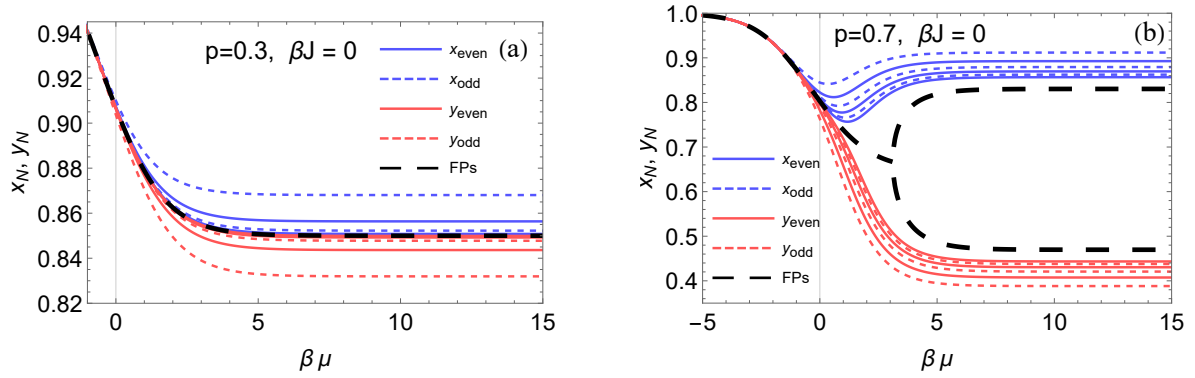 p=0.3, βJ = 0
(a)
x_even
x_odd
y_even
y_odd
FPs
0.94
0.92
0.90
0.88
0.86
0.84
0.82
x_N, y_N
0
5
10
15
β μ
p=0.7, βJ = 0
(b)
x_even
x_odd
y_even
y_odd
FPs
1.0
0.9
0.8
0.7
0.6
0.5
0.4
x_N, y_N
-5
0
5
10
15
β μ